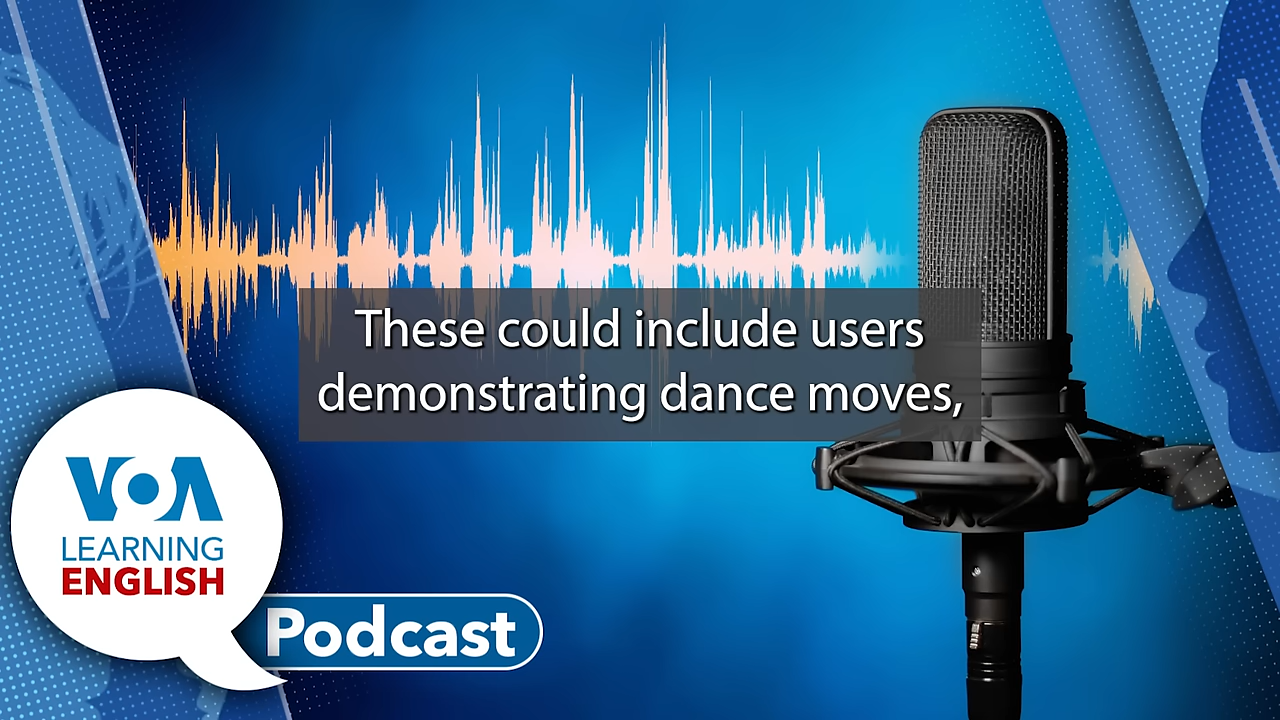 These could include users
demonstrating dance moves,
VOA
LEARNING
ENGLISH
Podcast